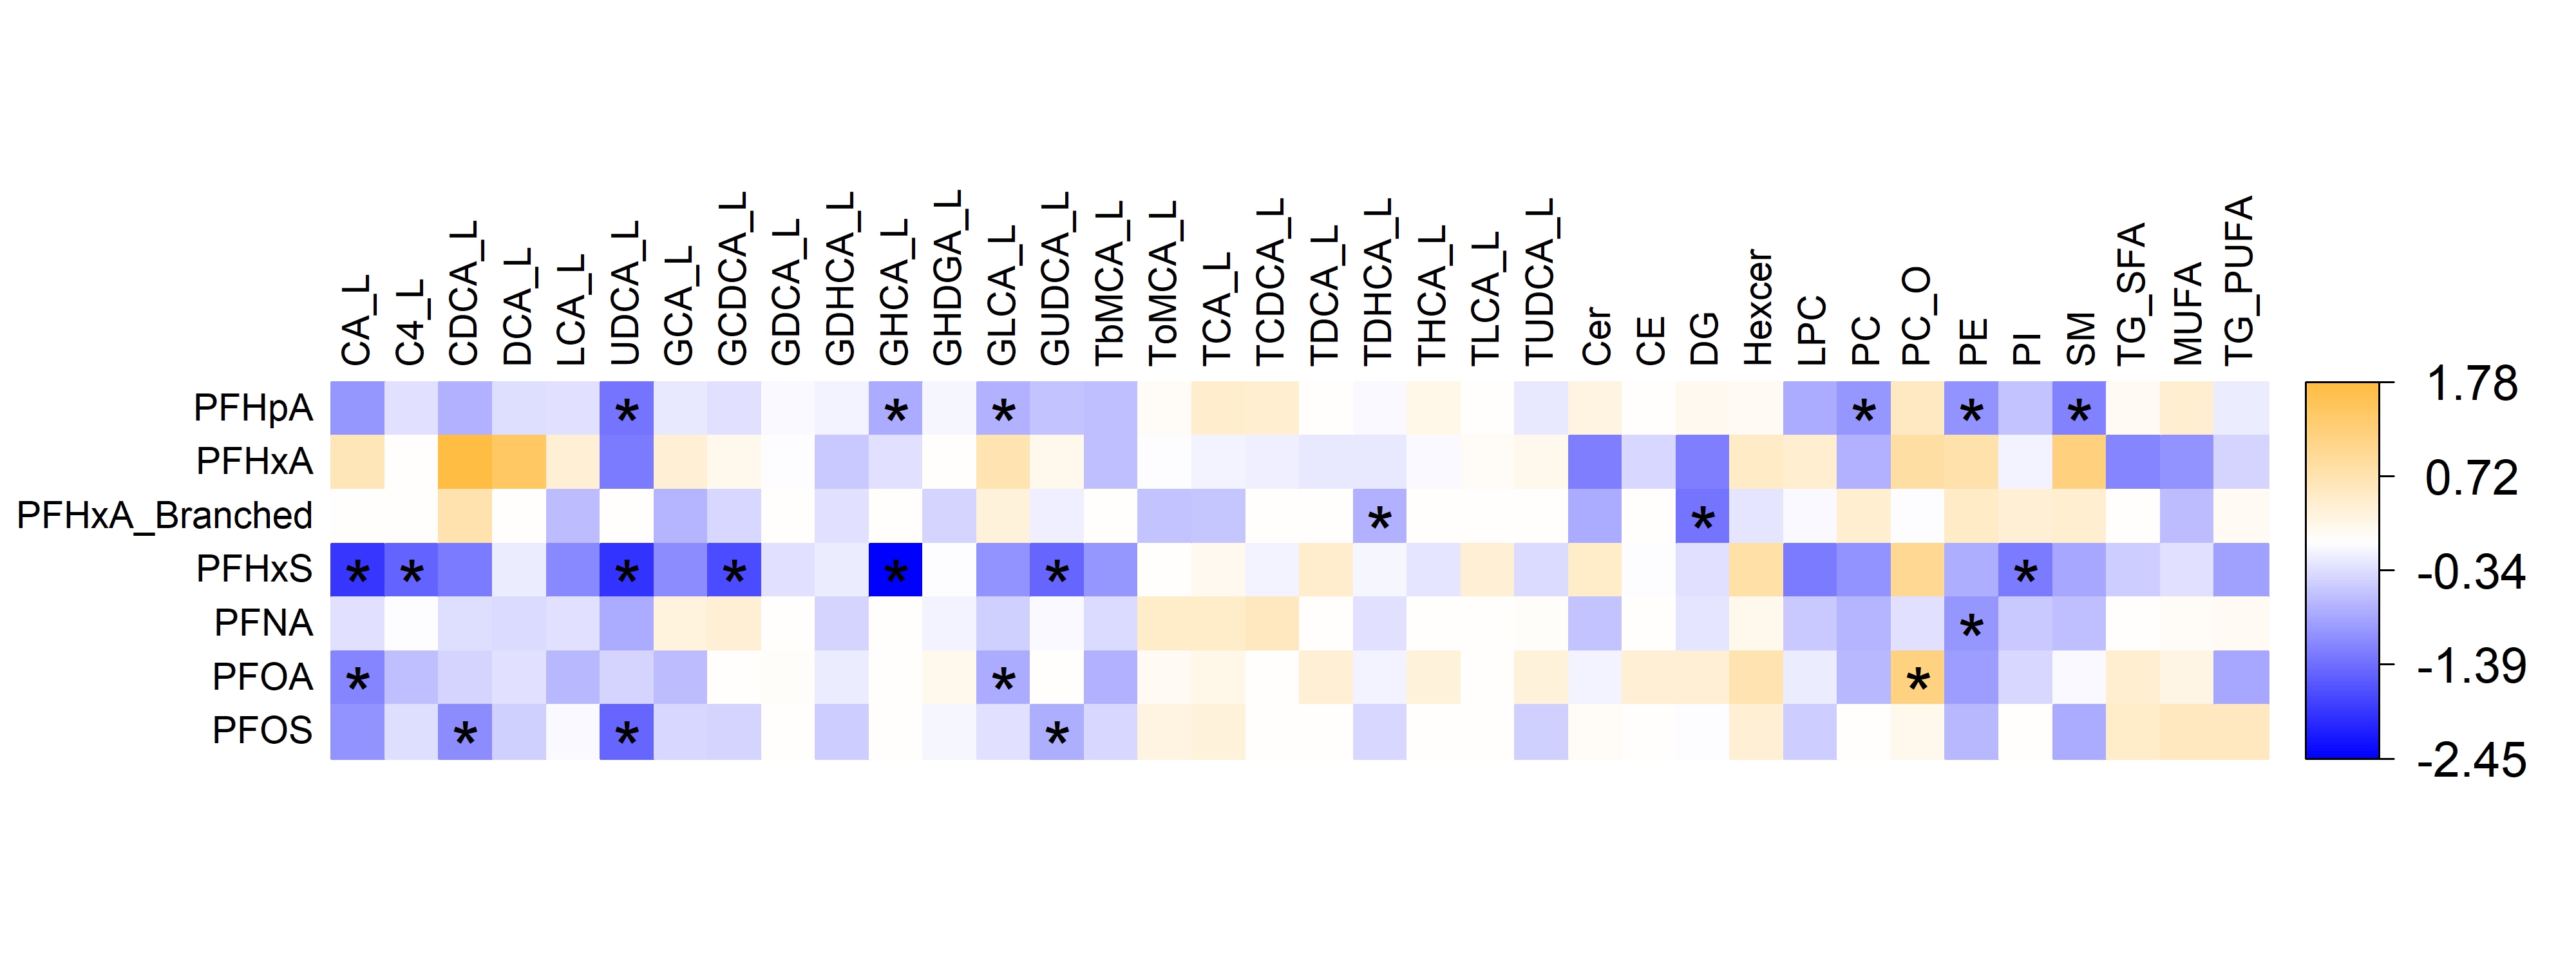 CA_L
C4_L
CDCA_L
DCA_L
LCA_L
UDCA_L
GCA_L
GCDCA_L
GDCA_L
GDHCA_L
GHCA_L
GHDGA_L
GLCA_L
GUDCA_L
TbMCA_L
ToMCA_L
TCA_L
TCDCA_L
TDCA_L
TDHCA_L
THCA_L
TLCA_L
TUDCA_L
Cer
CE
DG
Hexcer
LPC
PC
PC_O
PE
PI
SM
TG_SFA
MUFA
TG_PUFA
PFHpA * * * * * *
PFHxA
PFHxA_Branched * *
PFHxS * * * * * * *
PFNA *
PFOA * * *
PFOS * * *
1.78
0.72
-0.34
-1.39
-2.45